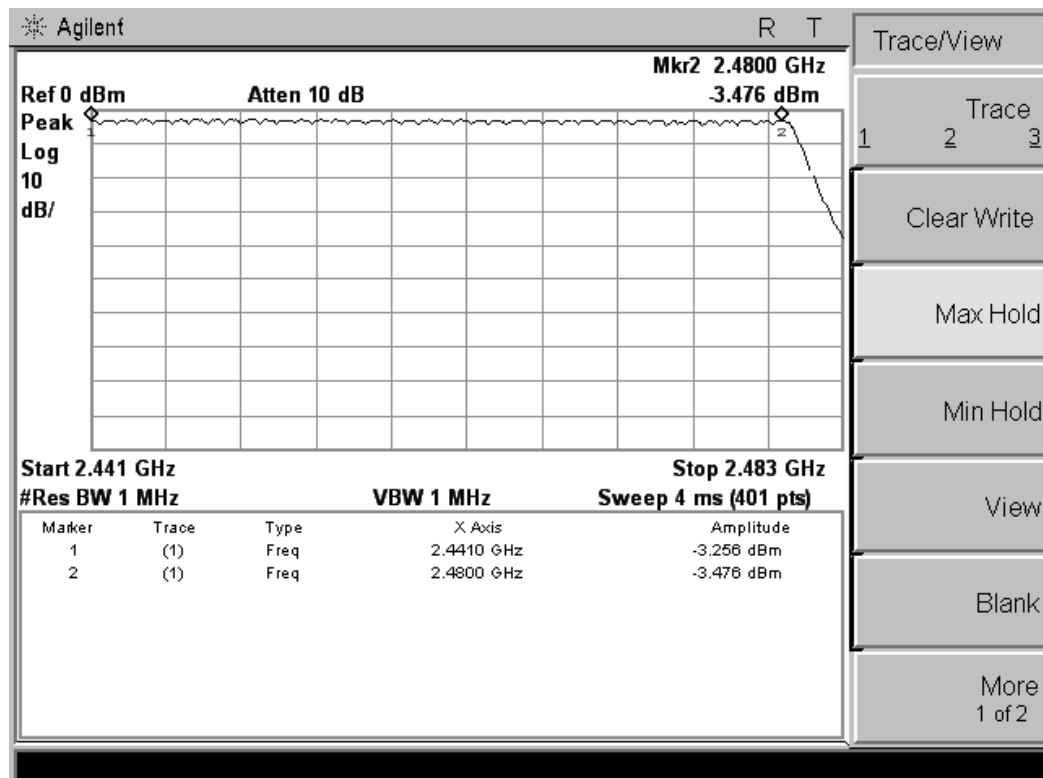 Agilent R T
Trace/View
Mkr2 2.4800 GHz
Ref 0 dBm Atten 10 dB -3.476 dBm
Peak
Log
10
dB/
1 2
Trace
1 2 3
Clear Write
Max Hold
Min Hold
View
Blank
More
1 of 2
Start 2.441 GHz Stop 2.483 GHz
#Res BW 1 MHz VBW 1 MHz Sweep 4 ms (401 pts)
Marker Trace Type X Axis Amplitude
1 (1) Freq 2.4410 GHz -3.256 dBm
2 (1) Freq 2.4800 GHz -3.476 dBm